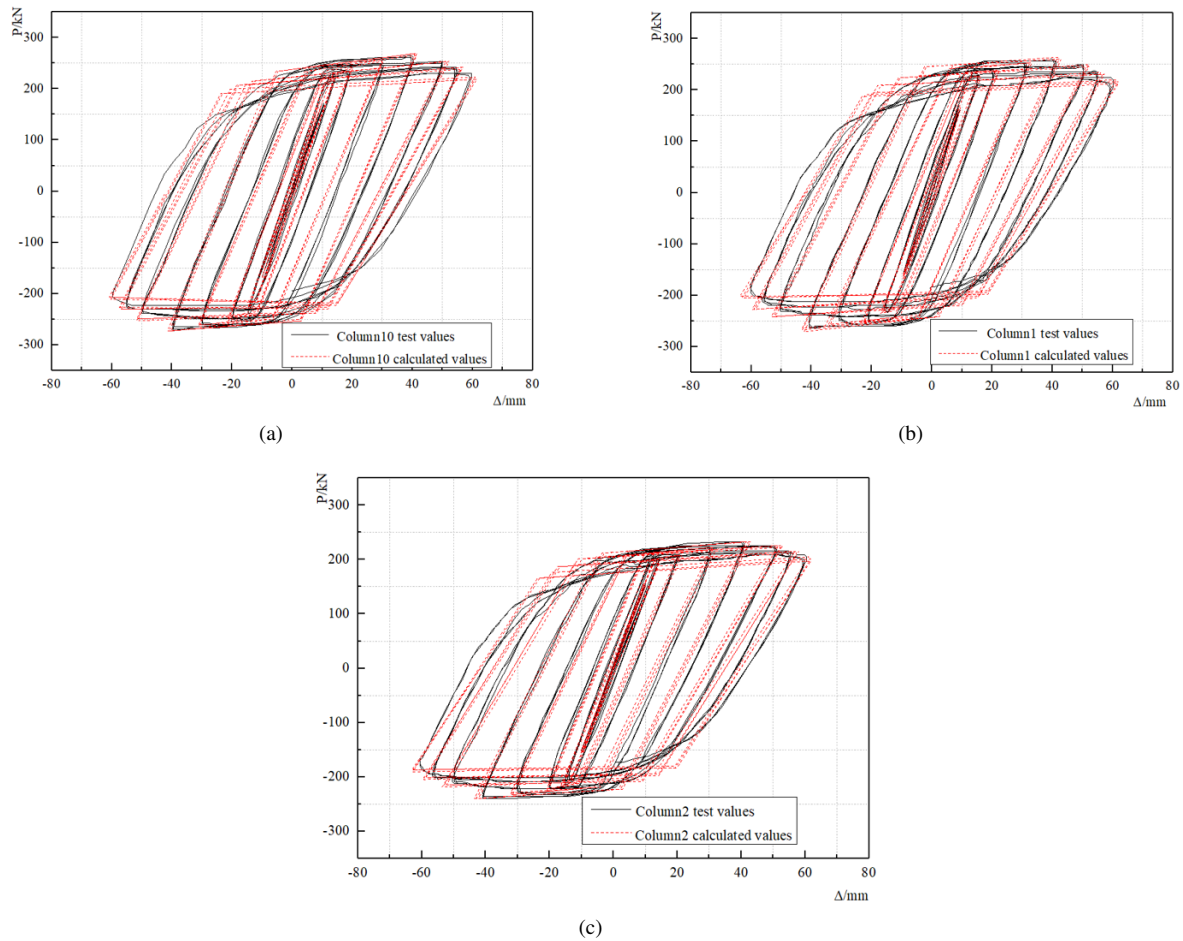 P/kN
300
200
100
0
-100
-200
-300
Column10 test values
Column10 calculated values
-80 -60 -40 -20 0 20 40 60 80
Δ/mm
(a)
P/kN
300
200
100
0
-100
-200
-300
Column1 test values
Column1 calculated values
-80 -60 -40 -20 0 20 40 60 80
Δ/mm
(b)
P/kN
300
200
100
0
-100
-200
-300
Column2 test values
Column2 calculated values
-80 -60 -40 -20 0 20 40 60 80
Δ/mm
(c)